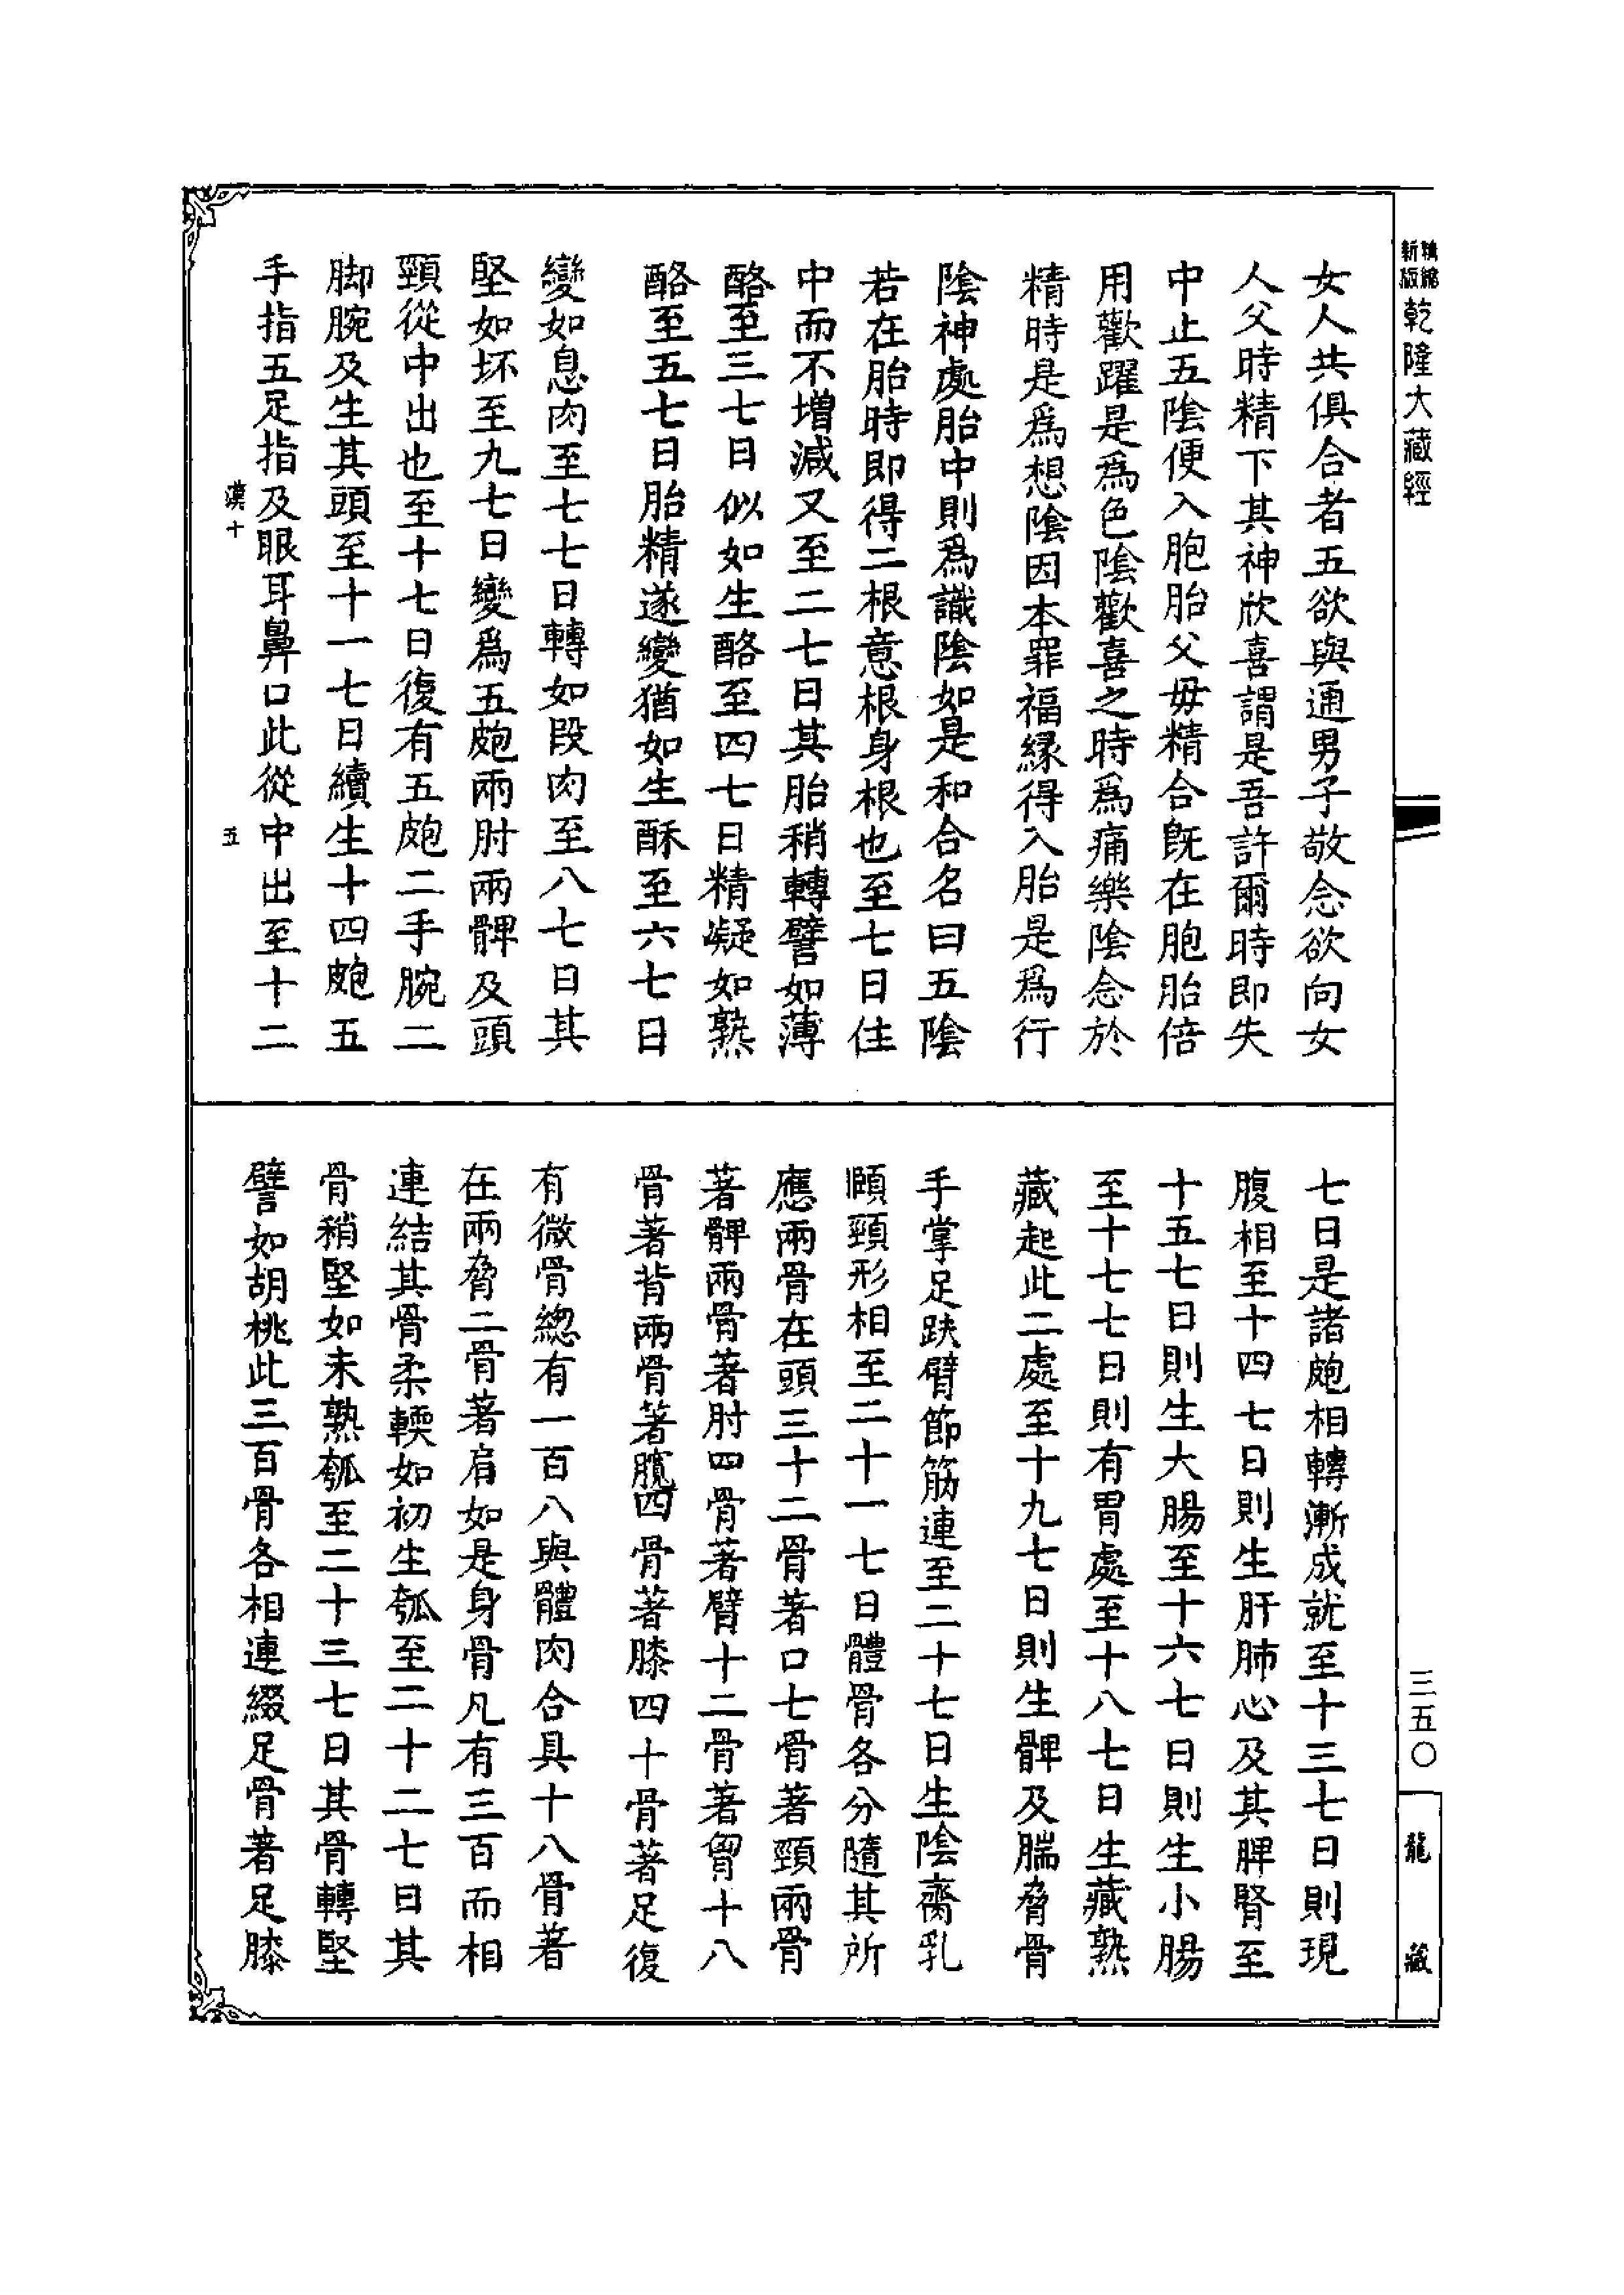 精縮
新版
乾隆大藏經
女人共俱合者五欲與通男子敬念欲向女
人父時精下其神欣喜謂是吾許爾時即失
中止五陰便入胞胎父母精合旣在胞胎倍
用歡躍是爲色陰歡喜之時爲痛樂陰念於
精時是爲想陰因本罪福緣得入胎是爲行
陰神處胎中則爲識陰如是和合名曰五陰
若在胎時即得二根意根身根也至七日住
中而不增減又至二七日其胎稍轉譬如薄
酪至三七日似如生酪至四七日精凝如熟
酪至五七日胎精遂變猶如生酥至六七日
變如息肉至七七日轉如段肉至八七日其
堅如坏至九七日變爲五皰兩肘兩髀及頭
頸從中出也至十七日復有五皰二手腕二
脚腕及生其頭至十一七日續生十四皰五
手指五足指及眼耳鼻口此從中出至十二
漢十
五
七日是諸皰相轉漸成就至十三七日則現
腹相至十四七日則生肝肺心及其脾腎至
十五七日則生大腸至十六七日則生小腸
至十七七日則有胃處至十八七日生藏熟
藏起此二處至十九七日則生髀及腨脅骨
手掌足趺臂節筋連至二十七日生陰臍乳
頤頸形相至二十一七日體骨各分隨其所
應兩骨在頭三十二骨著口七骨著頸兩骨
著髀兩骨著肘四骨著臂十二骨著胷十八
骨著背兩骨著臗四骨著膝四十骨著足復
有微骨總有一百八與體肉合具十八骨著
在兩脅二骨著肩如是身骨凡有三百而相
連結其骨柔輭如初生瓠至二十二七日其
骨稍堅如未熟瓠至二十三七日其骨轉堅
譬如胡桃此三百骨各相連綴足骨著足膝
三五〇
龍藏